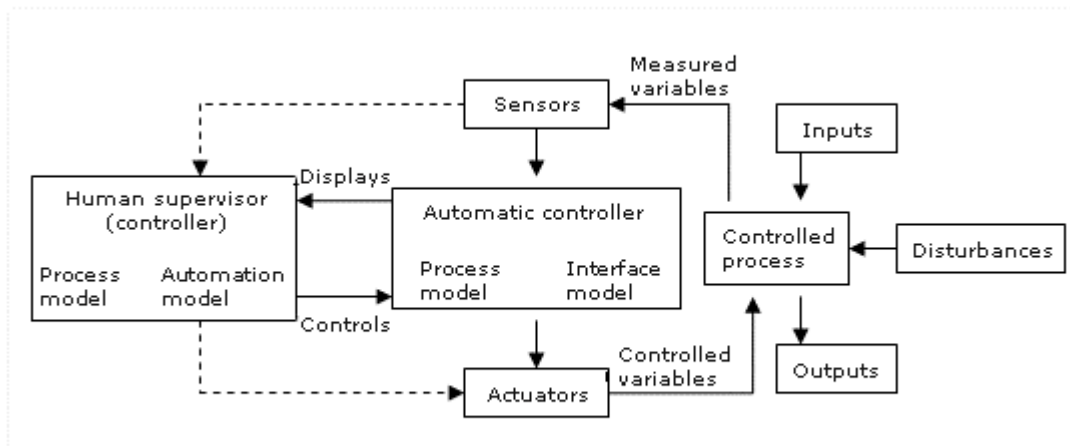 Measured
variables
Sensors
Inputs
Displays
Human supervisor
(controller)
Automatic controller
Controlled
process
Disturbances
Process
model
Automation
model
Process
model
Interface
model
Controls
Controlled
variables
Outputs
Actuators